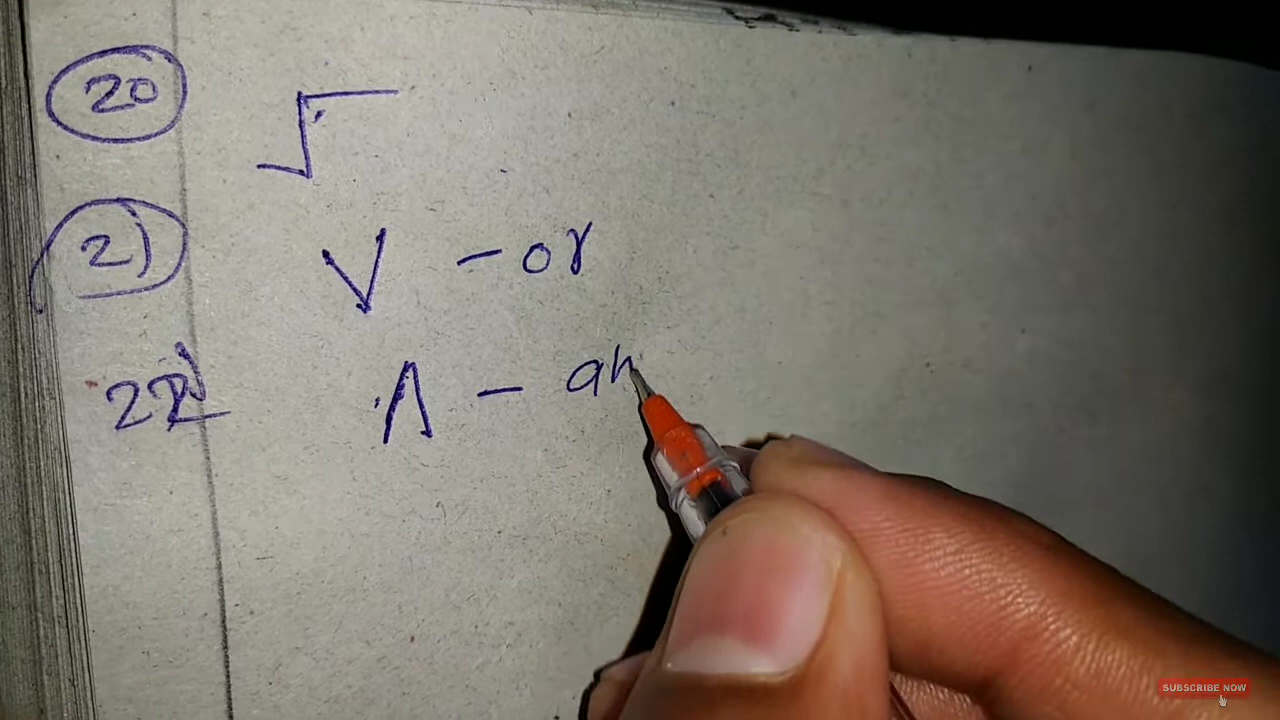 20 √
21 V - or
22 Λ - an
SUBSCRIBE NOW